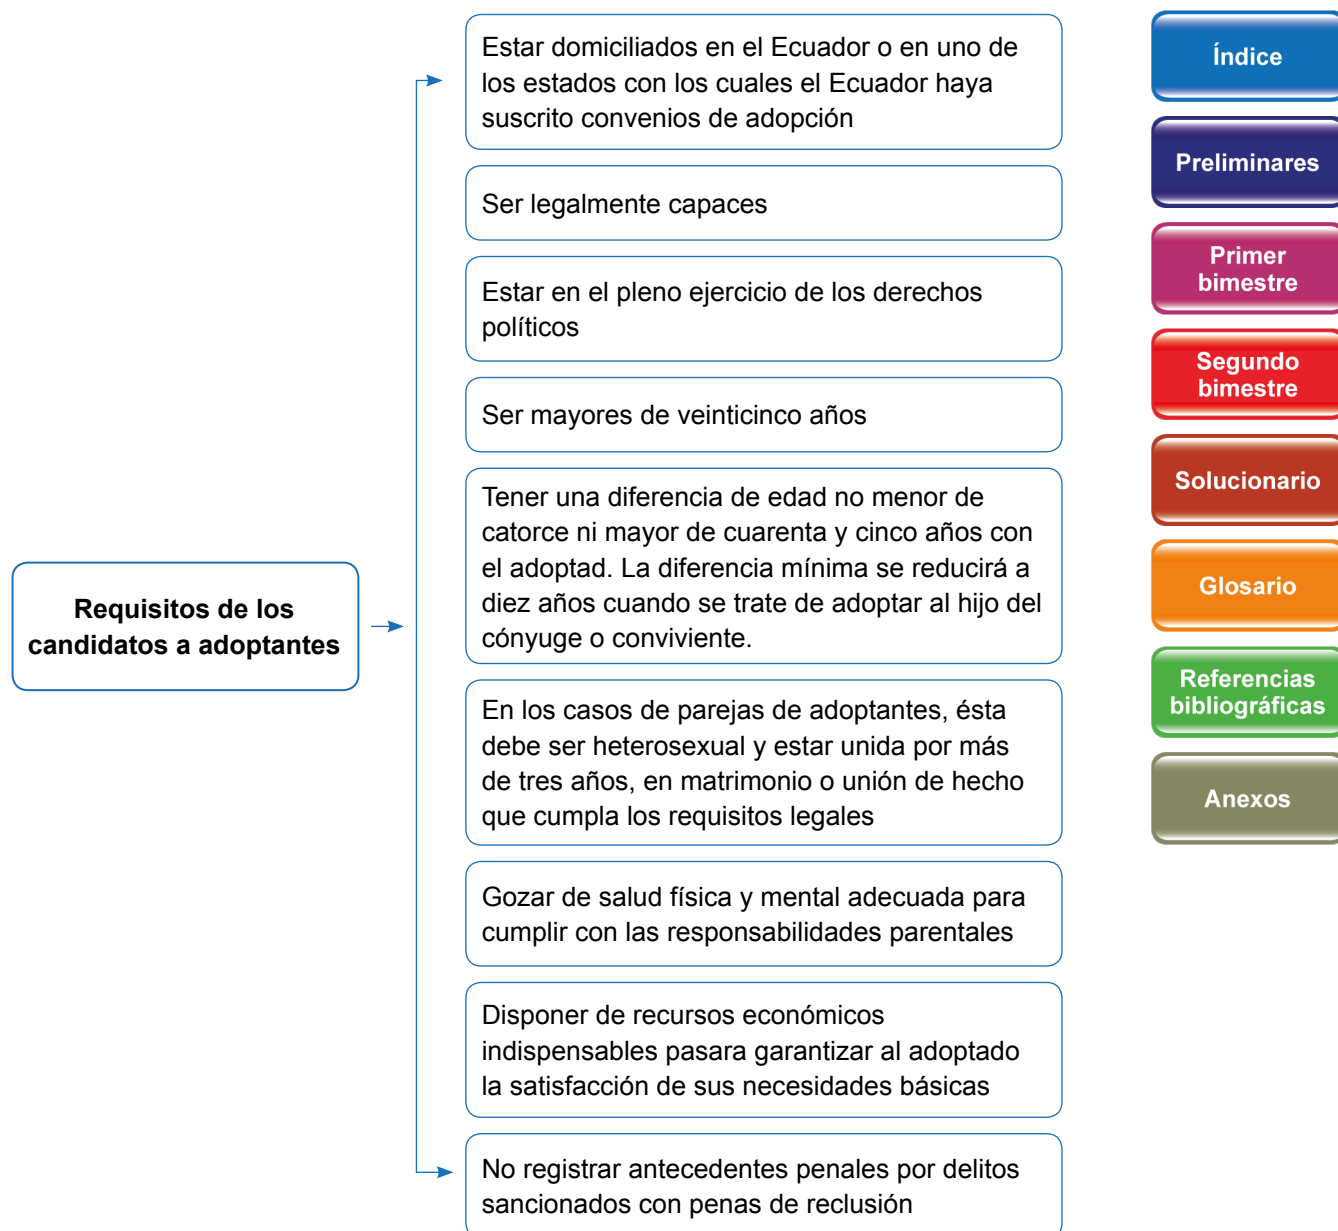 Estar domiciliados en el Ecuador o en uno de
los estados con los cuales el Ecuador haya
suscrito convenios de adopción
Ser legalmente capaces
Estar en el pleno ejercicio de los derechos
políticos
Ser mayores de veinticinco años
Tener una diferencia de edad no menor de
catorce ni mayor de cuarenta y cinco años con
el adoptad. La diferencia mínima se reducirá a
diez años cuando se trate de adoptar al hijo del
cónyuge o conviviente.
Requisitos de los
candidatos a adoptantes
En los casos de parejas de adoptantes, ésta
debe ser heterosexual y estar unida por más
de tres años, en matrimonio o unión de hecho
que cumpla los requisitos legales
Gozar de salud física y mental adecuada para
cumplir con las responsabilidades parentales
Disponer de recursos económicos
indispensables pasara garantizar al adoptado
la satisfacción de sus necesidades básicas
No registrar antecedentes penales por delitos
sancionados con penas de reclusión
Índice
Preliminares
Primer
bimestre
Segundo
bimestre
Solucionario
Glosario
Referencias
bibliográficas
Anexos